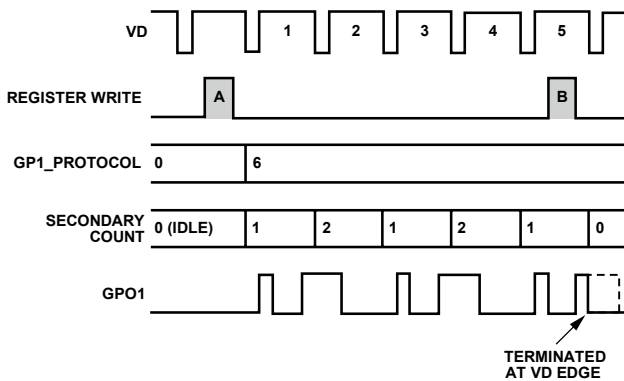 VD 1 2 3 4 5
REGISTER WRITE A B
GP1_PROTOCOL 0 6
SECONDARY
COUNT 0 (IDLE) 1 2 1 2 1 0
GPO1
TERMINATED
AT VD EDGE